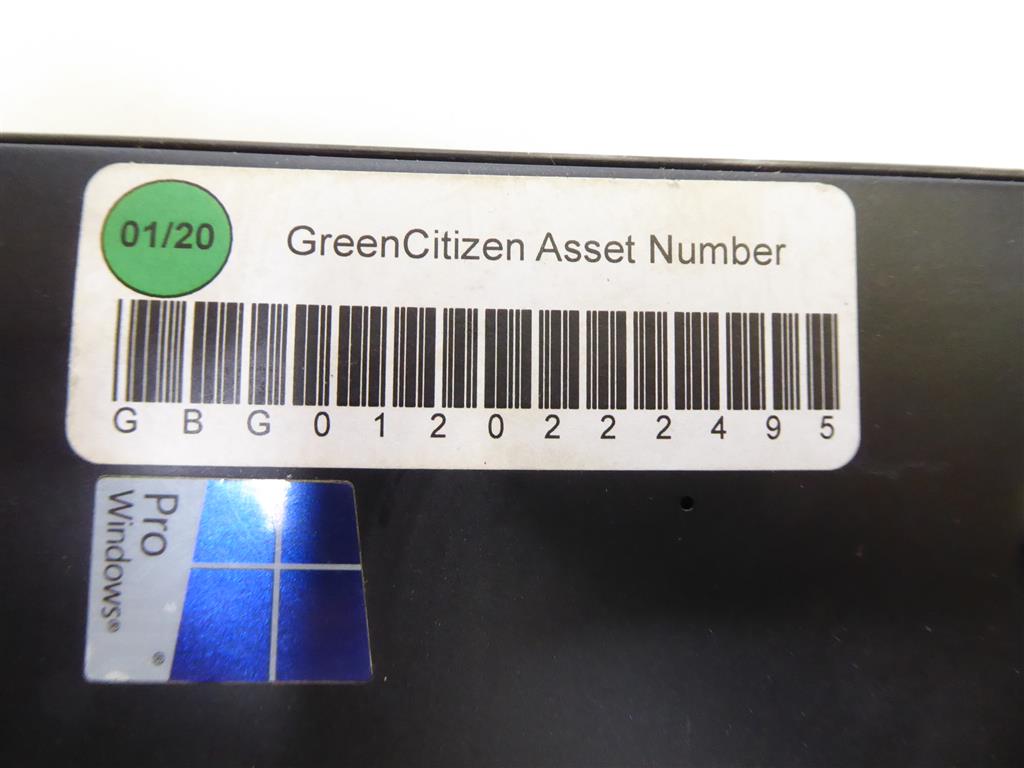 01/20
GreenCitizen Asset Number
G B G 0 1 2 0 2 2 2 4 9 5
Windows®
Pro
®